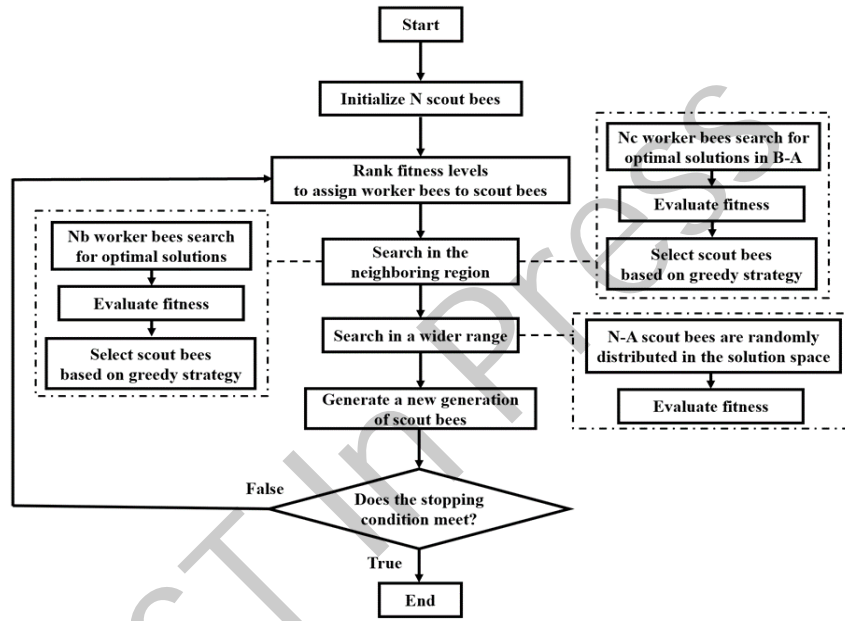 Start
Initialize N scout bees
Rank fitness levels
to assign worker bees to scout bees
Nc worker bees search for
optimal solutions in B-A
Evaluate fitness
Select scout bees
based on greedy strategy
Nb worker bees search
for optimal solutions
Evaluate fitness
Select scout bees
based on greedy strategy
Search in the
neighboring region
Search in a wider range
N-A scout bees are randomly
distributed in the solution space
Evaluate fitness
Generate a new generation
of scout bees
False
Does the stopping
condition meet?
True
End
ST In Press